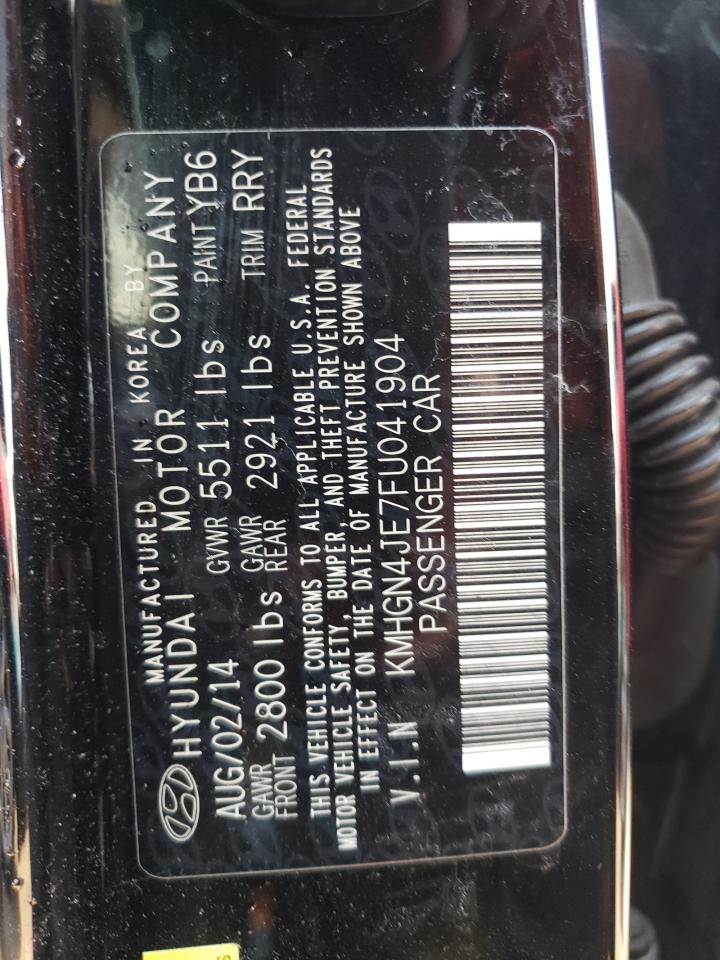 MANUFACTURED IN KOREA BY
HYUNDAI MOTOR COMPANY
AUG/02/14 GVWR 5511 lbs PAINT YB6
GAWR FRONT 2800 lbs GAWR REAR 2921 lbs TRIM RRY
THIS VEHICLE CONFORMS TO ALL APPLICABLE U.S.A. FEDERAL
MOTOR VEHICLE SAFETY, BUMPER, AND THEFT PREVENTION STANDARDS
IN EFFECT ON THE DATE OF MANUFACTURE SHOWN ABOVE
V.I.N KMHGN4JE7FU041904
PASSENGER CAR